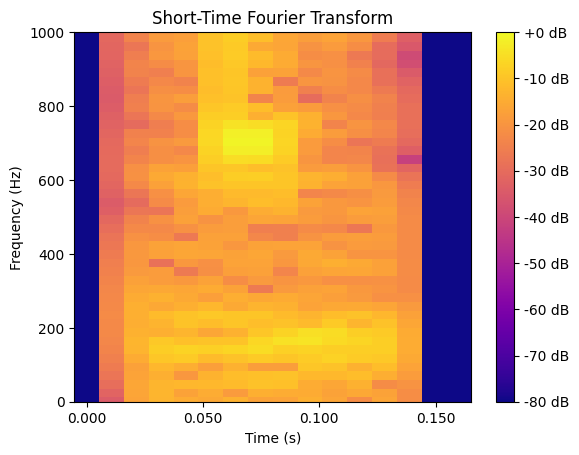 Short-Time Fourier Transform
1000
800
600
400
200
0
Frequency (Hz)
0.000
0.050
0.100
0.150
Time (s)
+0 dB
-10 dB
-20 dB
-30 dB
-40 dB
-50 dB
-60 dB
-70 dB
-80 dB